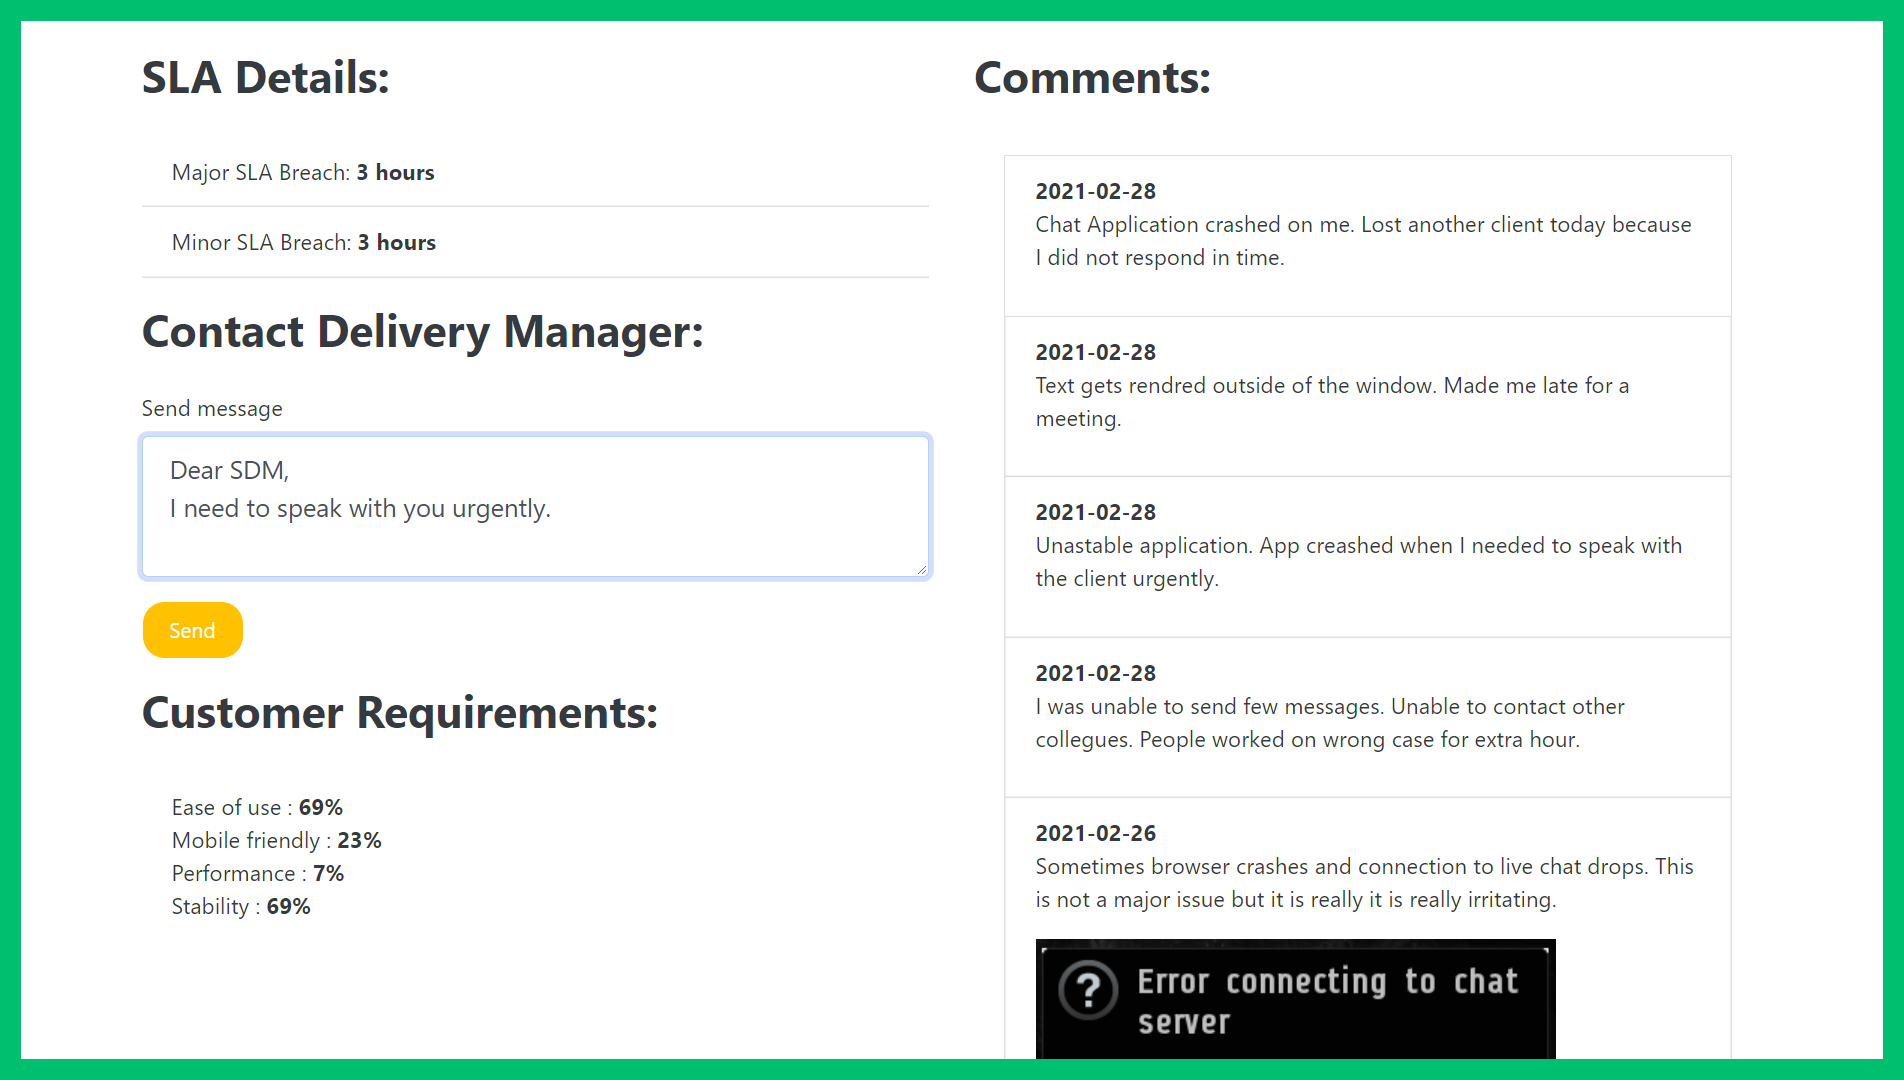 SLA Details:
Major SLA Breach: 3 hours
Minor SLA Breach: 3 hours
Contact Delivery Manager:
Send message
Dear SDM,
I need to speak with you urgently.
Send
Customer Requirements:
Ease of use : 69%
Mobile friendly : 23%
Performance : 7%
Stability : 69%
Comments:
2021-02-28
Chat Application crashed on me. Lost another client today because
I did not respond in time.
2021-02-28
Text gets rendred outside of the window. Made me late for a
meeting.
2021-02-28
Unastable application. App creashed when I needed to speak with
the client urgently.
2021-02-28
I was unable to send few messages. Unable to contact other
collegues. People worked on wrong case for extra hour.
2021-02-26
Sometimes browser crashes and connection to live chat drops. This
is not a major issue but it is really it is really irritating.
? Error connecting to chat
server